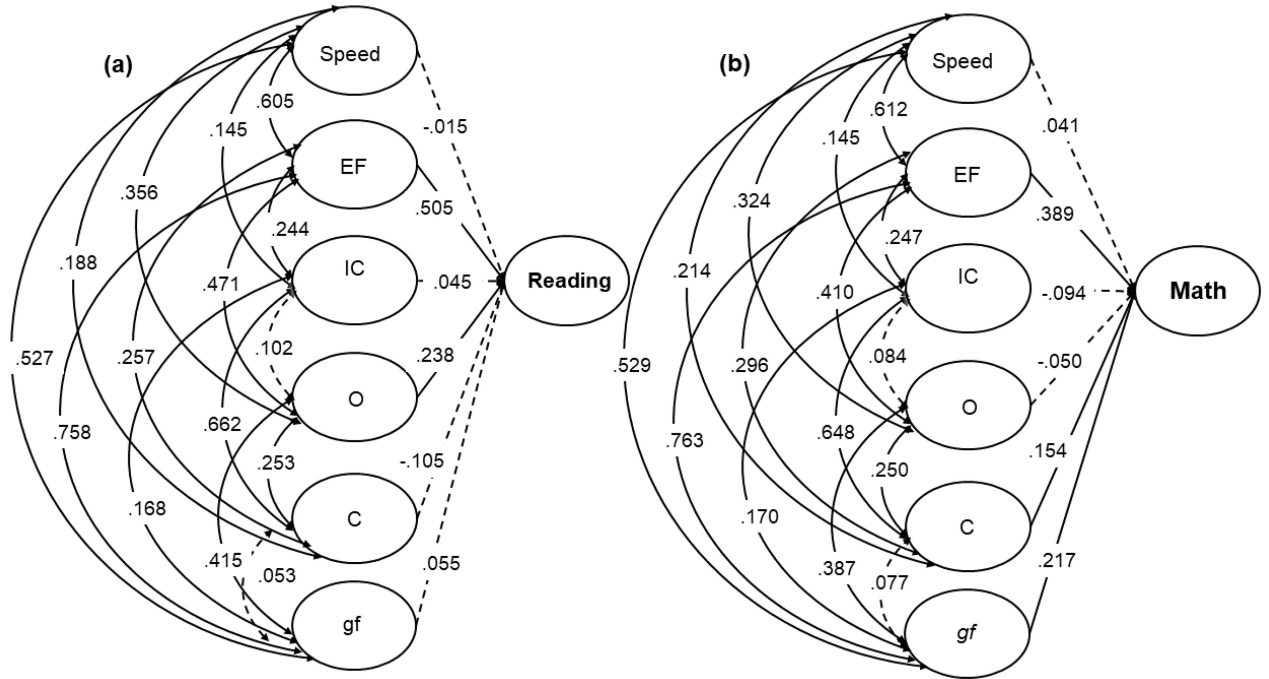 (a)
Speed
EF
IC
O
C
gf
Reading
.605
.145
.356
.188
.527
.244
.471
.257
.758
.102
.662
.168
.253
.415
.053
-.015
.505
.045
.238
-.105
.055
(b)
Speed
EF
IC
O
C
gf
Math
.612
.145
.324
.214
.529
.247
.410
.296
.763
.084
.648
.170
.250
.387
.077
.041
.389
-.094
-.050
.154
.217